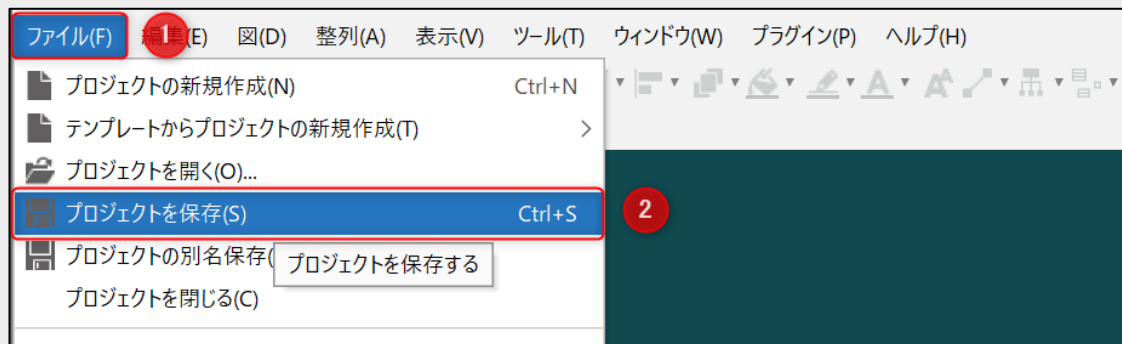 ファイル(F) 1 編集(E) 図(D) 整列(A) 表示(V) ツール(T) ウィンドウ(W) プラグイン(P) ヘルプ(H)
プロジェクトの新規作成(N) Ctrl+N
テンプレートからプロジェクトの新規作成(T)
プロジェクトを開く(O)...
プロジェクトを保存(S) Ctrl+S 2
プロジェクトの別名保存(
プロジェクトを保存する
プロジェクトを閉じる(C)